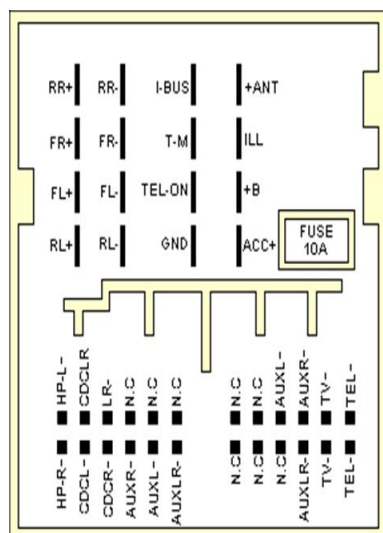 RR+ RR- I-BUS +ANT
FR+ FR- T-M ILL
FL+ FL- TEL-ON +B
RL+ RL- GND ACC+
FUSE
10A
HP-L-
CDCLR
LR-
N.C
N.C
N.C
N.C
N.C
AUXL-
AUXR-
TV-
TEL-
HP-R-
CDCL-
CDCR-
AUXR-
AUXL-
AUXLR-
N.C
N.C
N.C
AUXLR-
TV-
TEL-